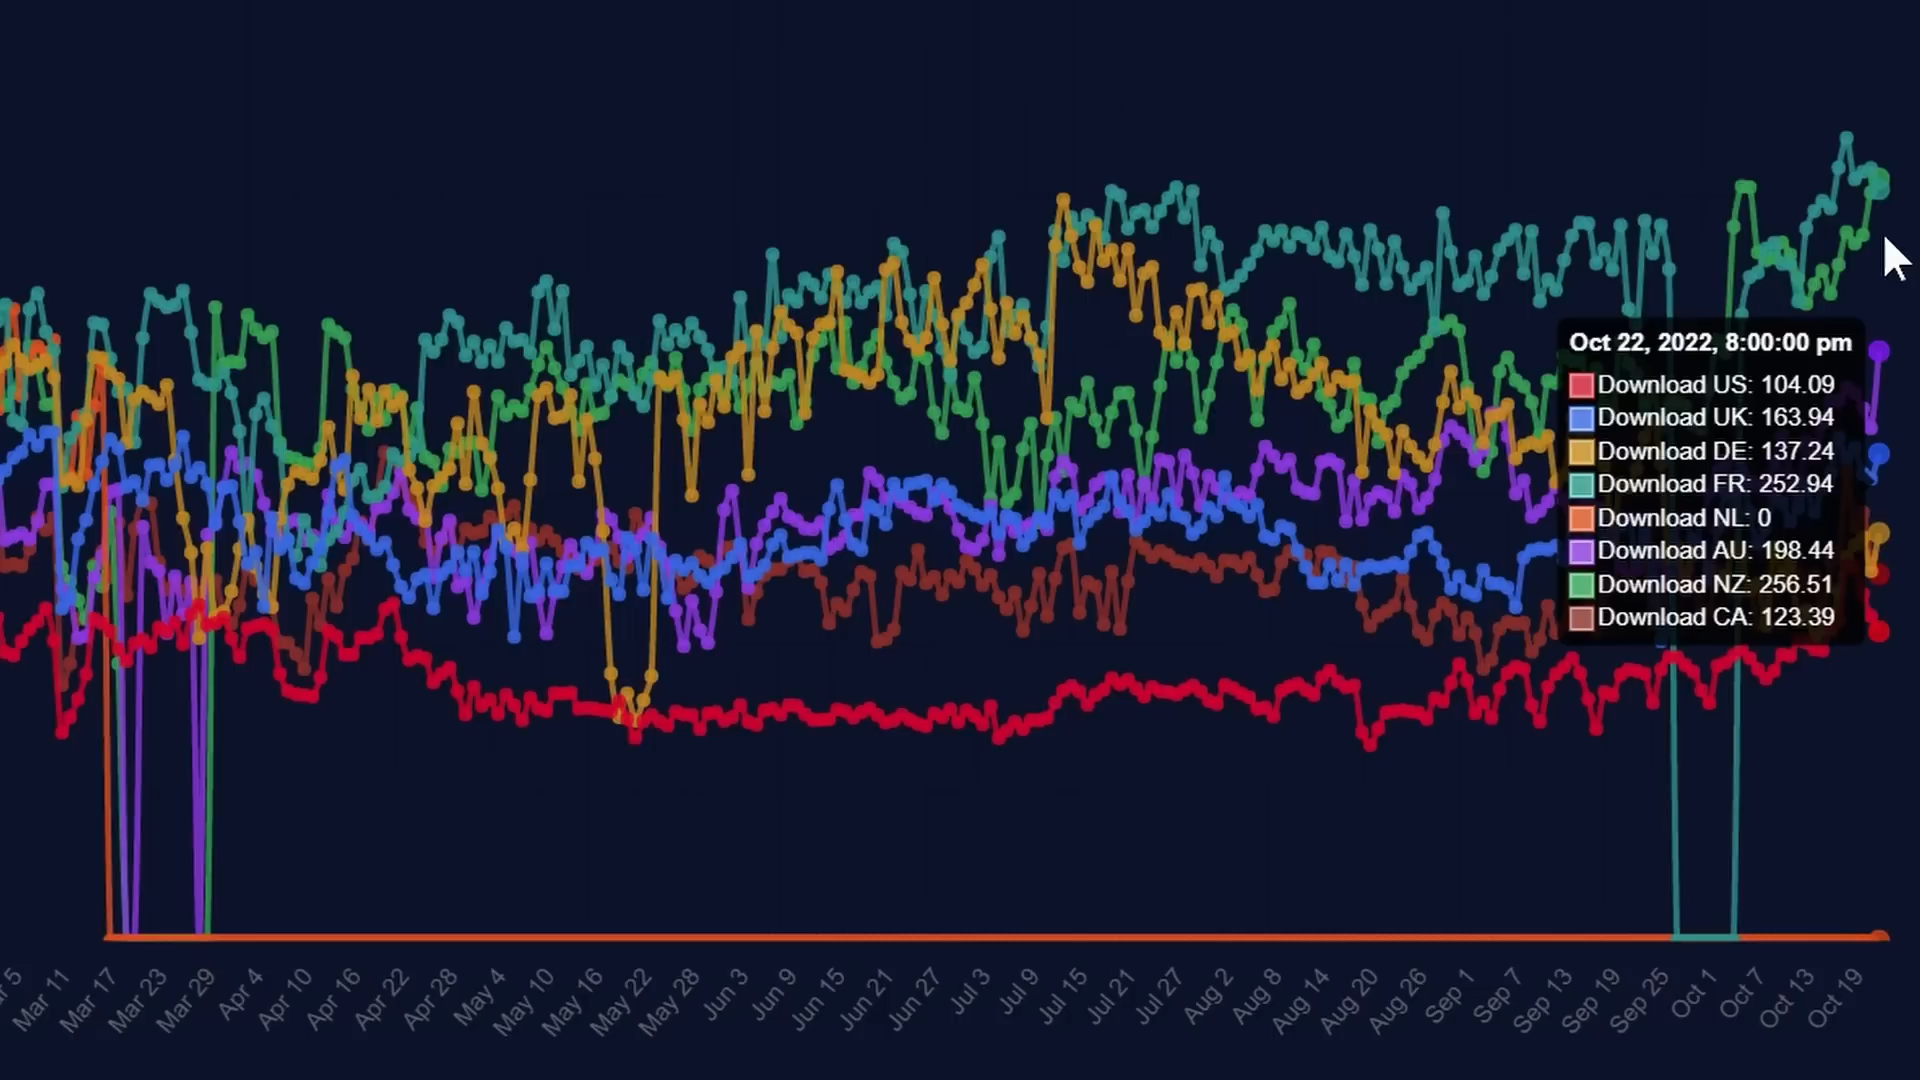 Oct 22, 2022, 8:00:00 pm
Download US: 104.09
Download UK: 163.94
Download DE: 137.24
Download FR: 252.94
Download NL: 0
Download AU: 198.44
Download NZ: 256.51
Download CA: 123.39
r 5
Mar 11
Mar 17
Mar 23
Mar 29
Apr 4
Apr 10
Apr 16
Apr 22
Apr 28
May 4
May 10
May 16
May 22
May 28
Jun 3
Jun 9
Jun 15
Jun 21
Jun 27
Jul 3
Jul 9
Jul 15
Jul 21
Jul 27
Aug 2
Aug 8
Aug 14
Aug 20
Aug 26
Sep 1
Sep 7
Sep 13
Sep 19
Sep 25
Oct 1
Oct 7
Oct 13
Oct 19